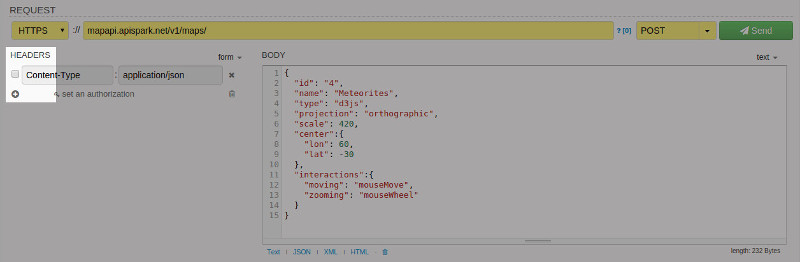 REQUEST
HTTPS :// mapapi.apispark.net/v1/maps/ ? [0] POST Send
HEADERS form BODY text
Content-Type : application/json
set an authorization
1 {
2 "id": "4",
3 "name": "Meteorites",
4 "type": "d3js",
5 "projection": "orthographic",
6 "scale": 420,
7 "center":{
8 "lon": 60,
9 "lat": -30
10 },
11 "interactions":{
12 "moving": "mouseMove",
13 "zooming": "mouseWheel"
14 }
15 }
Text JSON XML HTML length: 232 Bytes